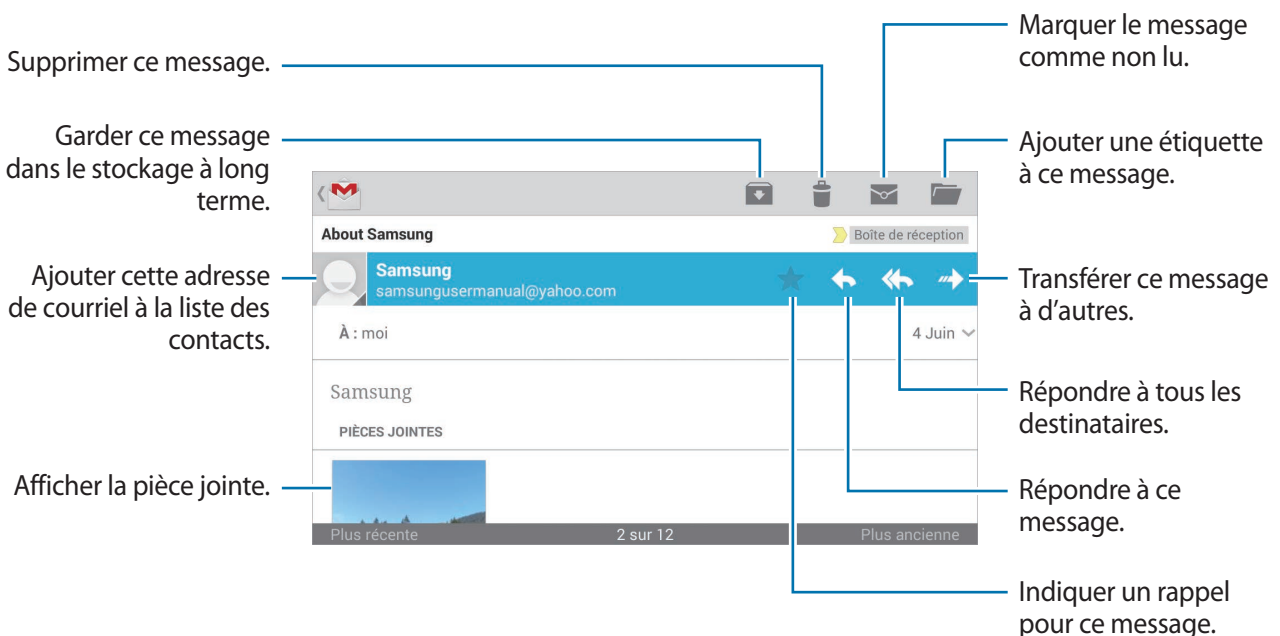 Supprimer ce message.
Garder ce message
dans le stockage à long
terme.
Ajouter cette adresse
de courriel à la liste des
contacts.
Afficher la pièce jointe.
Marquer le message
comme non lu.
Ajouter une étiquette
à ce message.
Transférer ce message
à d'autres.
Répondre à tous les
destinataires.
Répondre à ce
message.
Indiquer un rappel
pour ce message.
About Samsung
Boîte de réception
Samsung
samsungusermanual@yahoo.com
À : moi
4 Juin
Samsung
PIÈCES JOINTES
Plus récente
2 sur 12
Plus ancienne